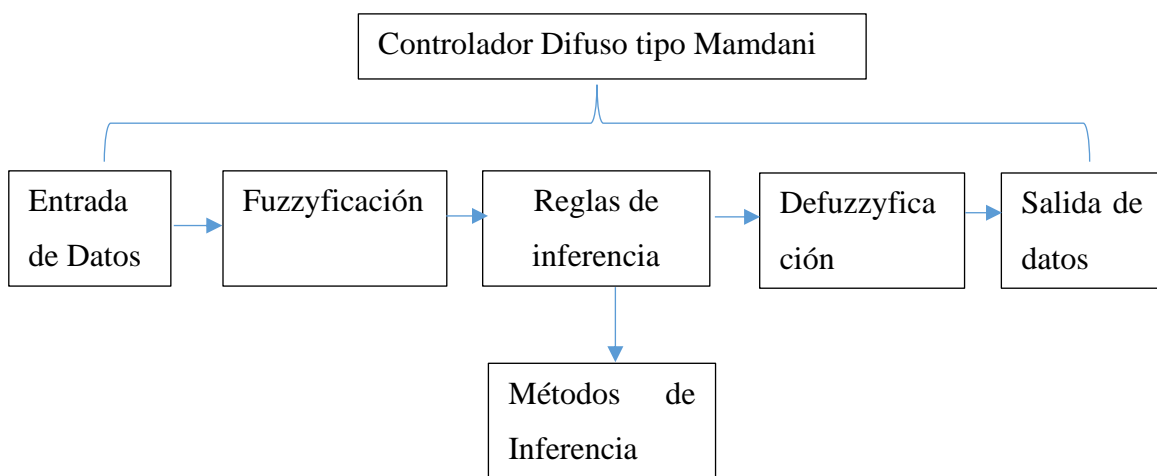 Controlador Difuso tipo Mamdani
Entrada
de Datos
Fuzzyficación
Reglas de
inferencia
Defuzzyfica
ción
Salida de
datos
Métodos de
Inferencia